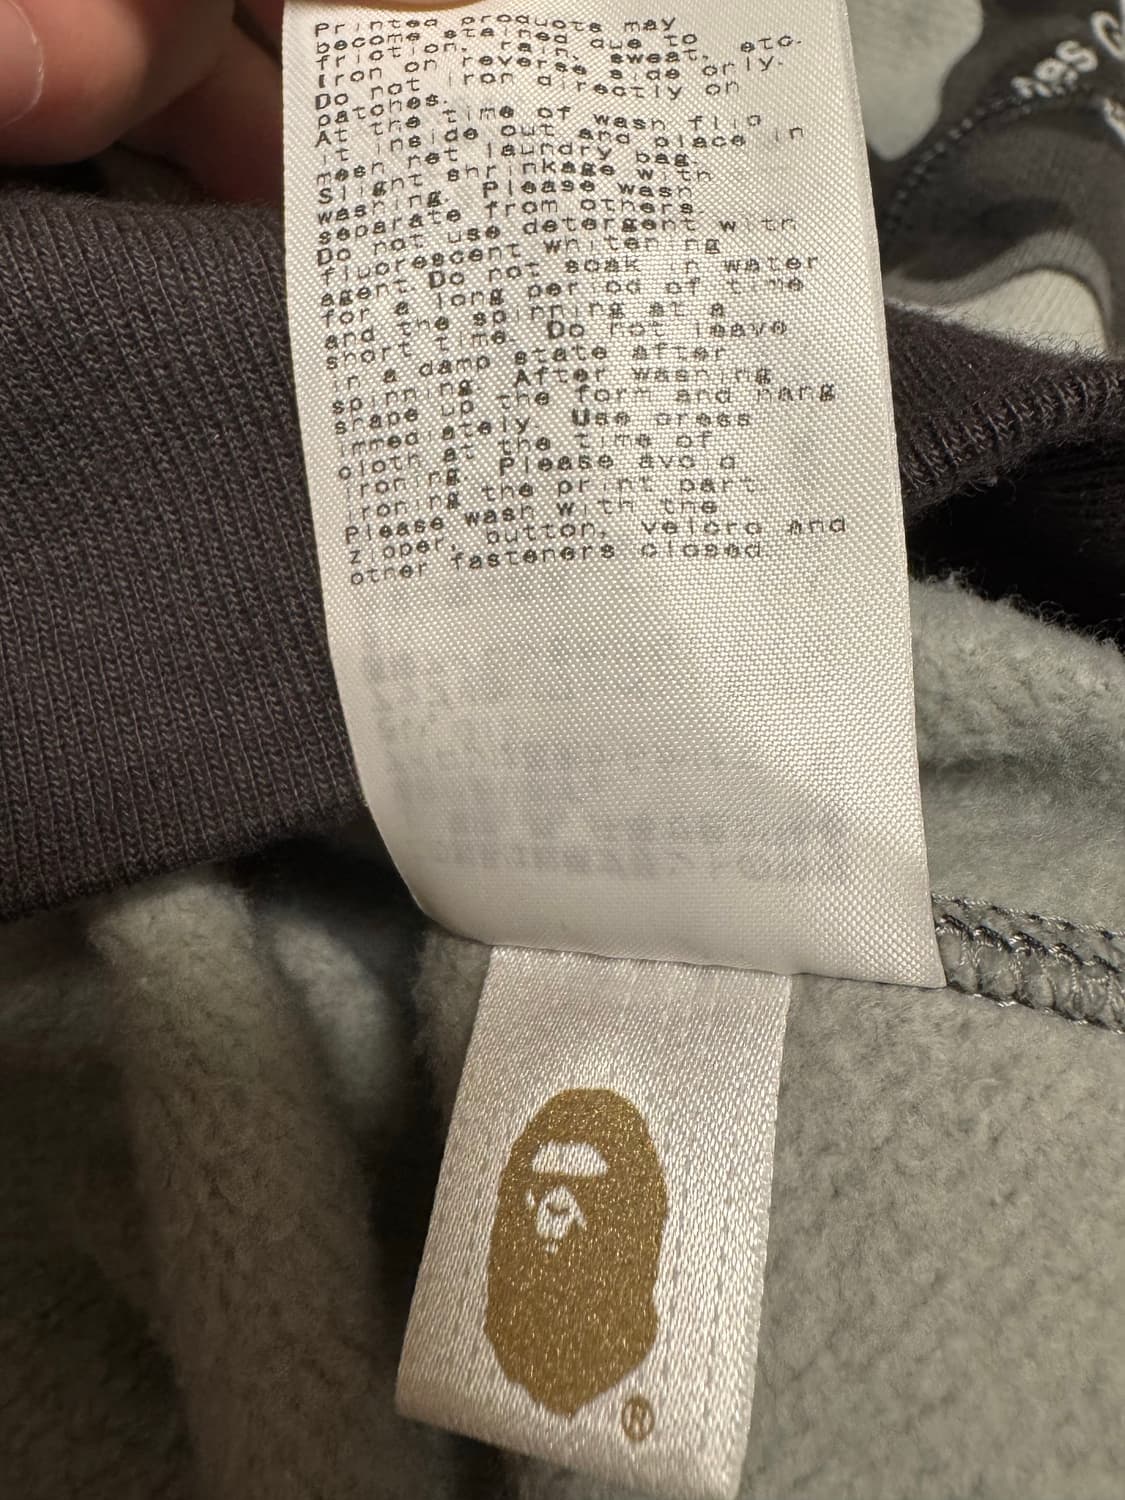 Printed products may
become stained due to
friction, rain, sweat, etc.
Iron on reverse side only.
Do not iron directly on
patches.
At the time of wash flip
it inside out and place in
mesh net laundry bag.
Slight shrinkage with
washing. Please wash
separate from others.
Do not use detergent with
fluorescent whitening
agent. Do not soak in water
for a long period of time
and the spinning at a
short time. Do not leave
in a damp state after
spinning. After washing
shape up the form and hang
immediately. Use press
cloth at the time of
ironing. Please avoid
ironing the print part
Please wash with the
zipper, button, velcro and
other fasteners closed
®